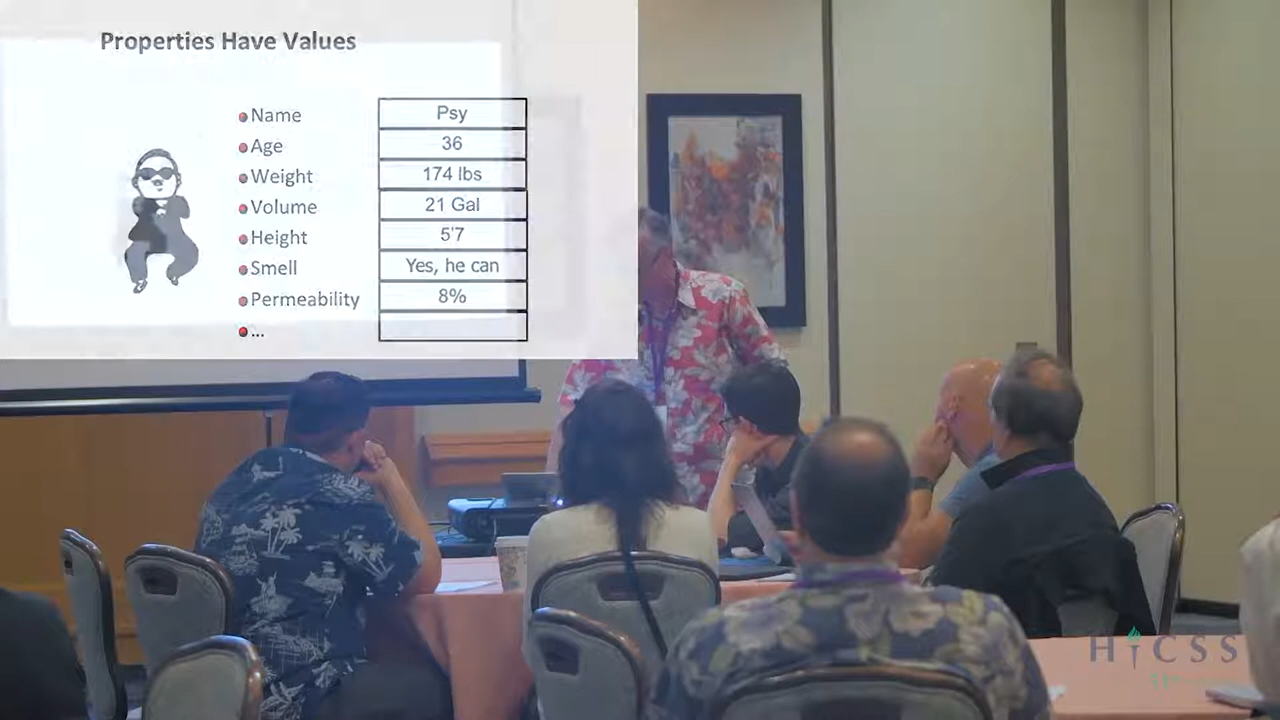 Properties Have Values
Name Psy
Age 36
Weight 174 lbs
Volume 21 Gal
Height 5'7
Smell Yes, he can
Permeability 8%
...
HICSS